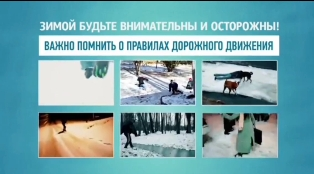 ЗИМОЙ БУДЬТЕ ВНИМАТЕЛЬНЫ И ОСТОРОЖНЫ!
ВАЖНО ПОМНИТЬ О ПРАВИЛАХ ДОРОЖНОГО ДВИЖЕНИЯ